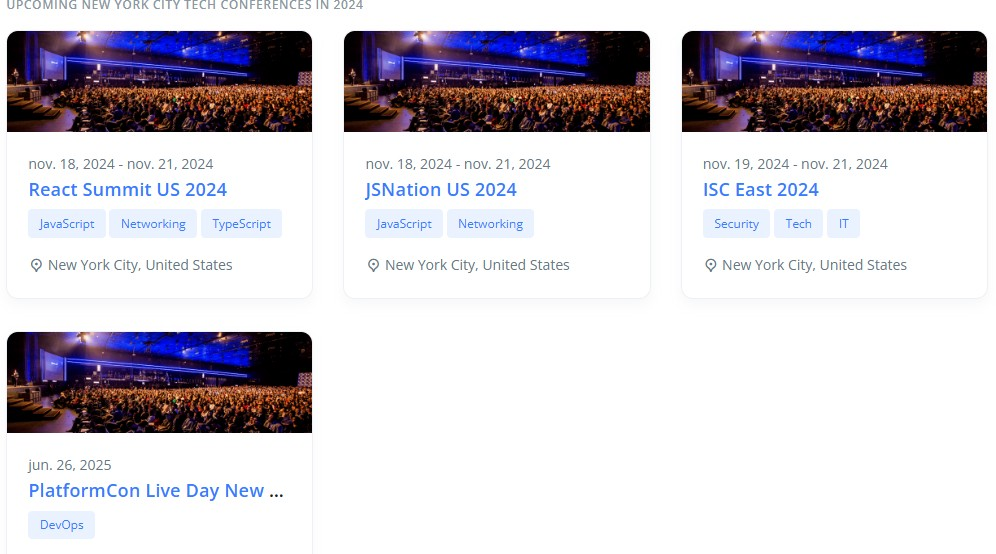 UPCOMING NEW YORK CITY TECH CONFERENCES IN 2024
nov. 18, 2024 - nov. 21, 2024
React Summit US 2024
JavaScript Networking TypeScript
New York City, United States
nov. 18, 2024 - nov. 21, 2024
JSNation US 2024
JavaScript Networking
New York City, United States
nov. 19, 2024 - nov. 21, 2024
ISC East 2024
Security Tech IT
New York City, United States
jun. 26, 2025
PlatformCon Live Day New ...
DevOps